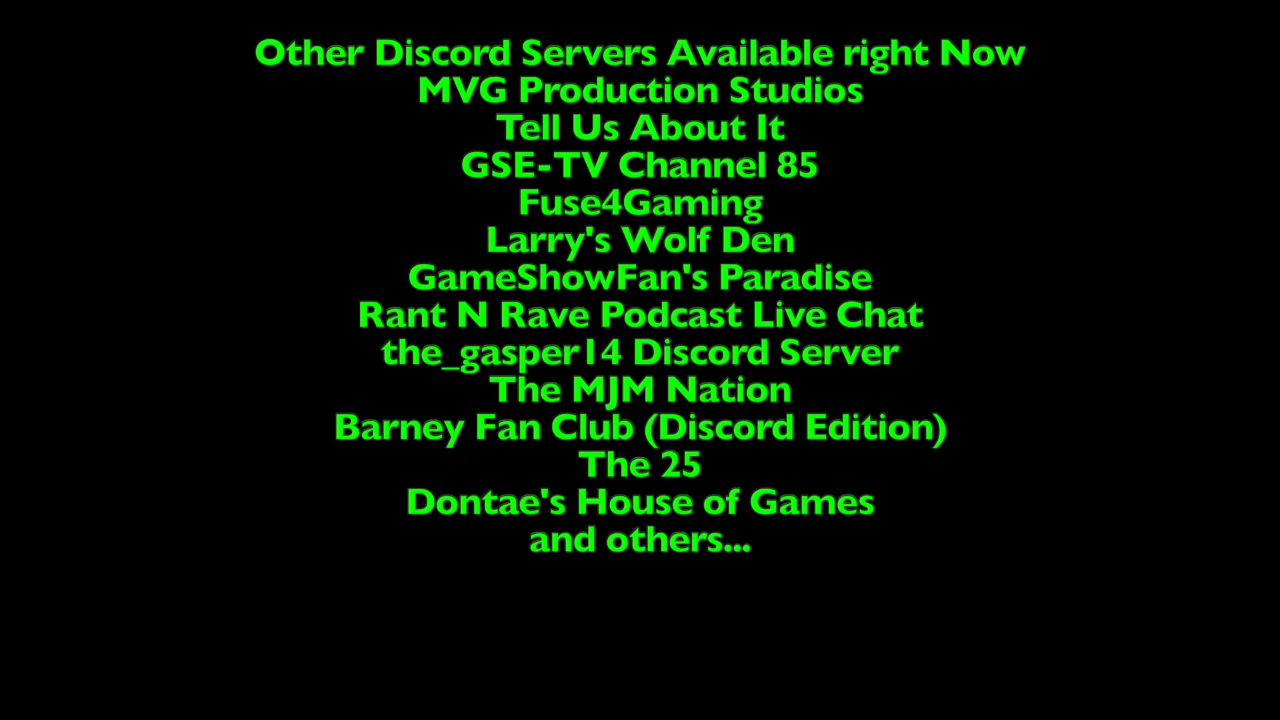 Other Discord Servers Available right Now
MVG Production Studios
Tell Us About It
GSE-TV Channel 85
Fuse4Gaming
Larry's Wolf Den
GameShowFan's Paradise
Rant N Rave Podcast Live Chat
the_gasper14 Discord Server
The MJM Nation
Barney Fan Club (Discord Edition)
The 25
Dontae's House of Games
and others...